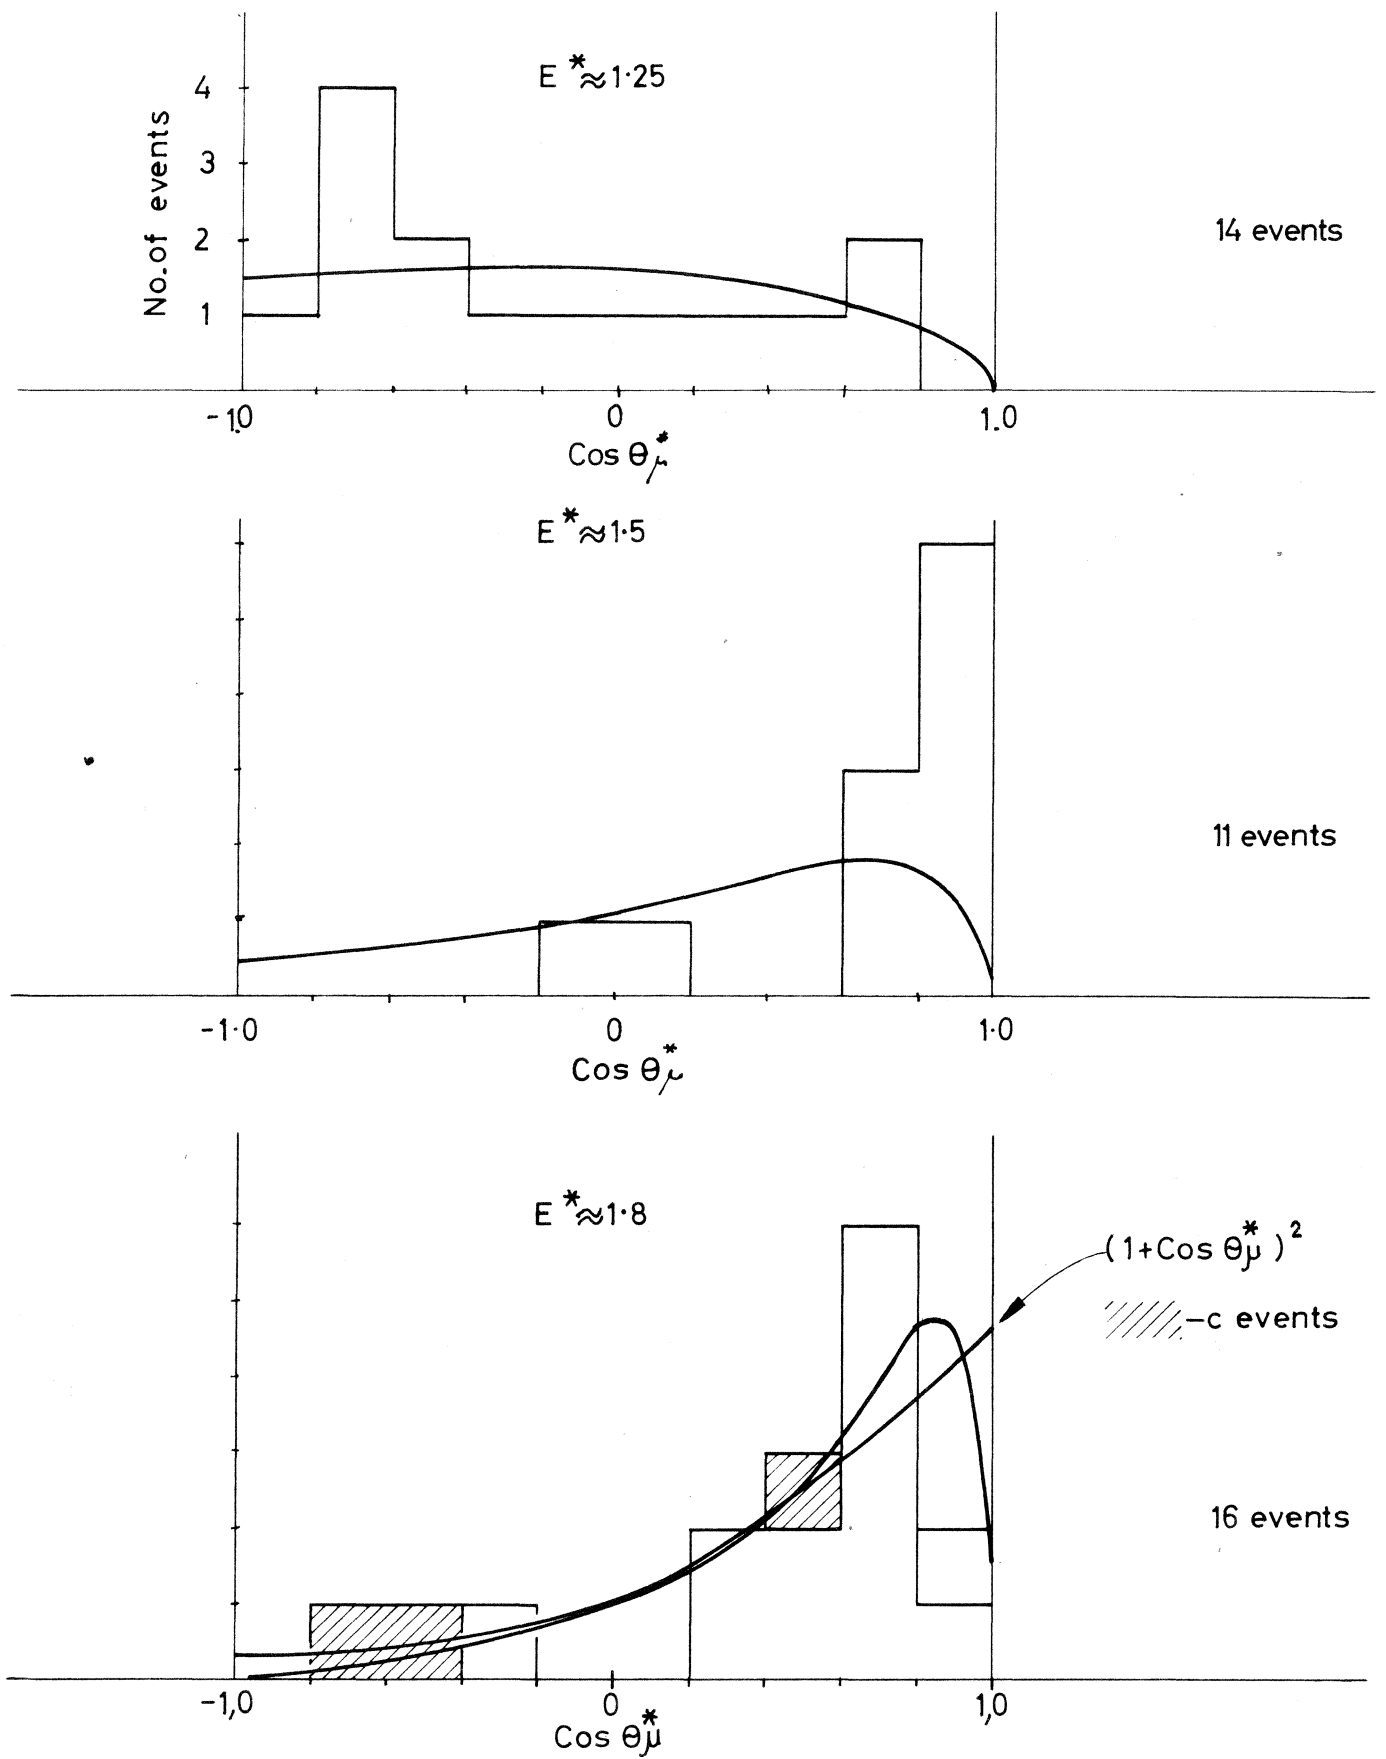 E*≈1·25
No. of events
4
3
2
1
14 events
-1.0 0 1.0
Cos θ*μ
E*≈1·5
11 events
-1·0 0 1·0
Cos θ*μ
E*≈1·8
(1+Cos θ*μ)²
-c events
16 events
-1,0 0 1,0
Cos θ*μ